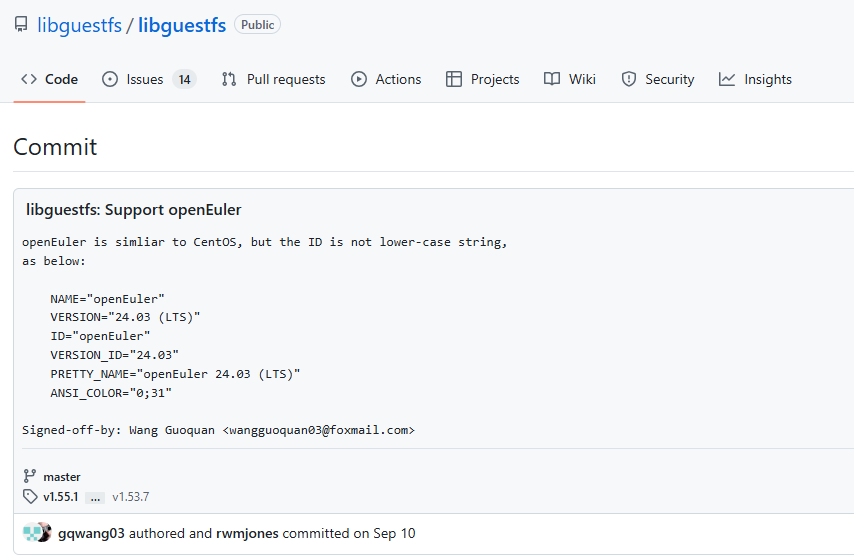 libguestfs / libguestfs Public
Code Issues 14 Pull requests Actions Projects Wiki Security Insights
Commit
libguestfs: Support openEuler
openEuler is simliar to CentOS, but the ID is not lower-case string,
as below:
NAME="openEuler"
VERSION="24.03 (LTS)"
ID="openEuler"
VERSION_ID="24.03"
PRETTY_NAME="openEuler 24.03 (LTS)"
ANSI_COLOR="0;31"
Signed-off-by: Wang Guoquan <wangguoquan03@foxmail.com>
master
v1.55.1 ... v1.53.7
gqwang03 authored and rwmjones committed on Sep 10